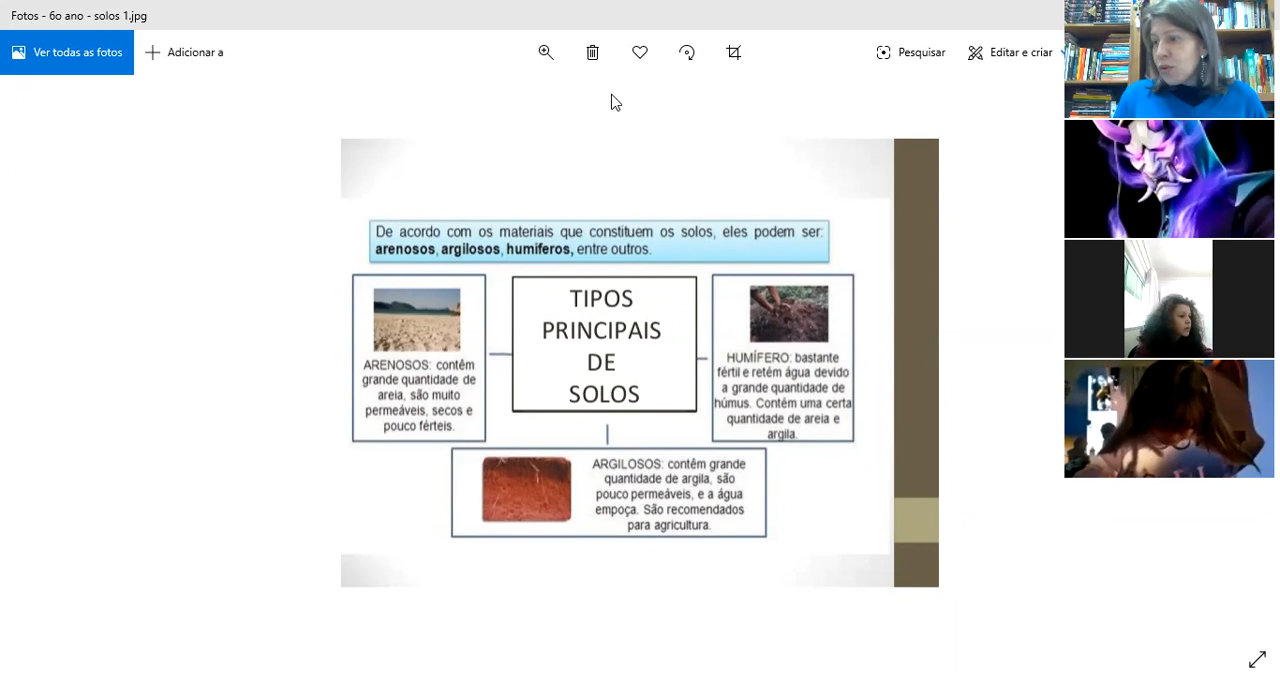 Fotos - 6o ano - solos 1.jpg
Ver todas as fotos
Adicionar a
Pesquisar
Editar e criar
De acordo com os materiais que constituem os solos, eles podem ser:
arenosos, argilosos, humíferos, entre outros.
TIPOS
PRINCIPAIS
DE
SOLOS
ARENOSOS: contêm
grande quantidade de
areia, são muito
permeáveis, secos e
pouco férteis.
HUMÍFERO: bastante
fértil e retém água devido
a grande quantidade de
húmus. Contém uma certa
quantidade de areia e
argila.
ARGILOSOS: contêm grande
quantidade de argila, são
pouco permeáveis, e a água
empoça. São recomendados
para agricultura.